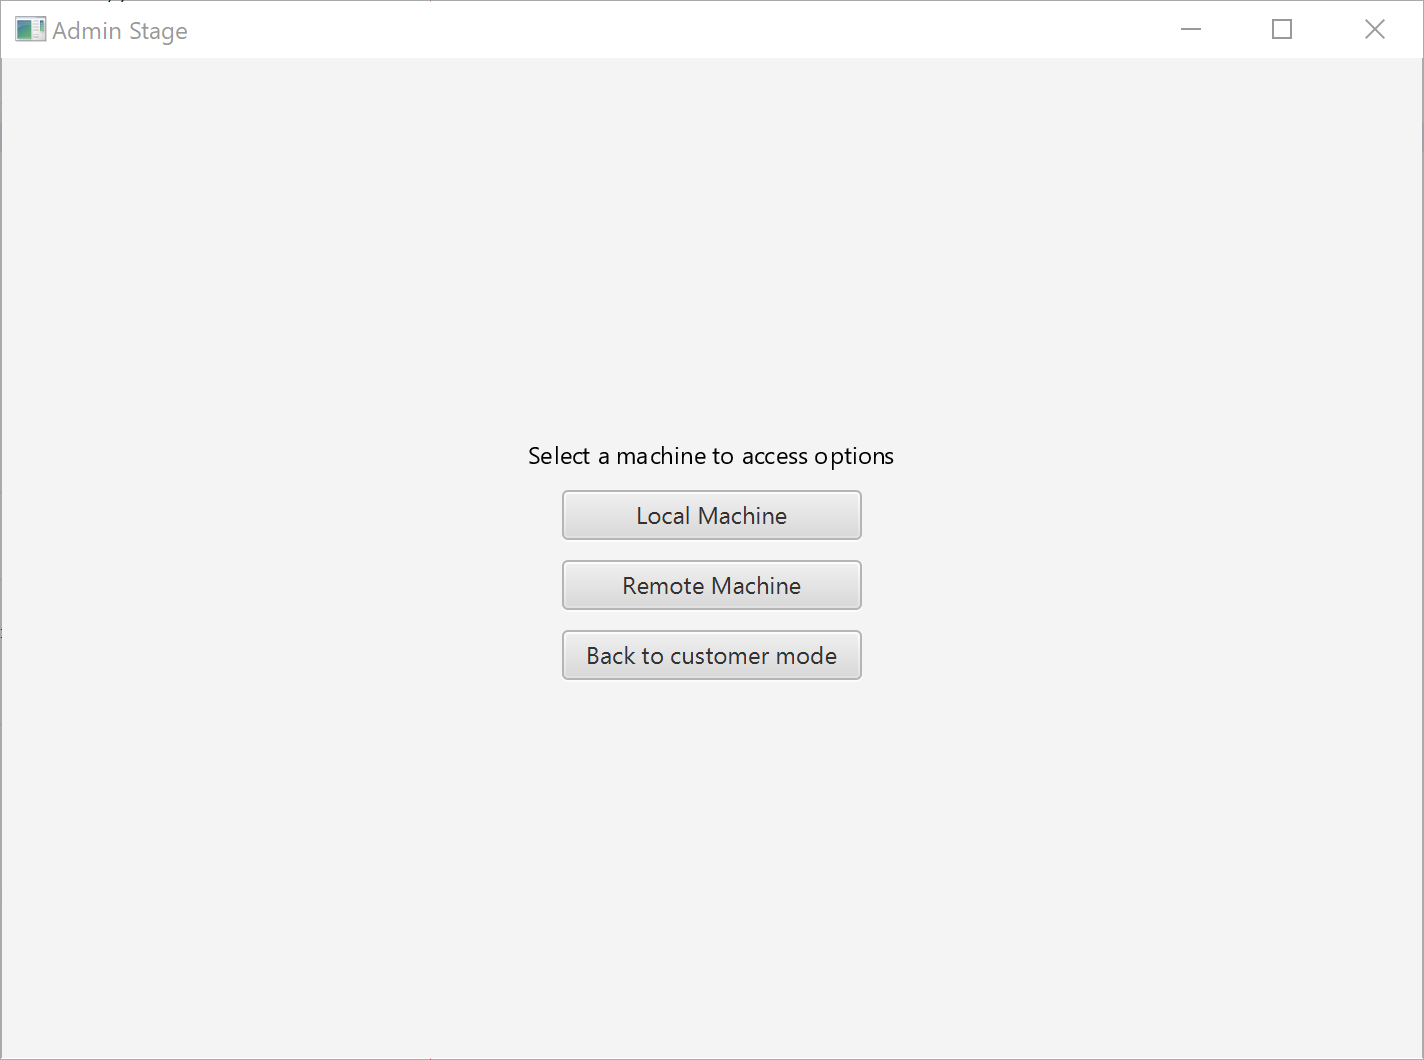 Admin Stage
Select a machine to access options
Local Machine
Remote Machine
Back to customer mode